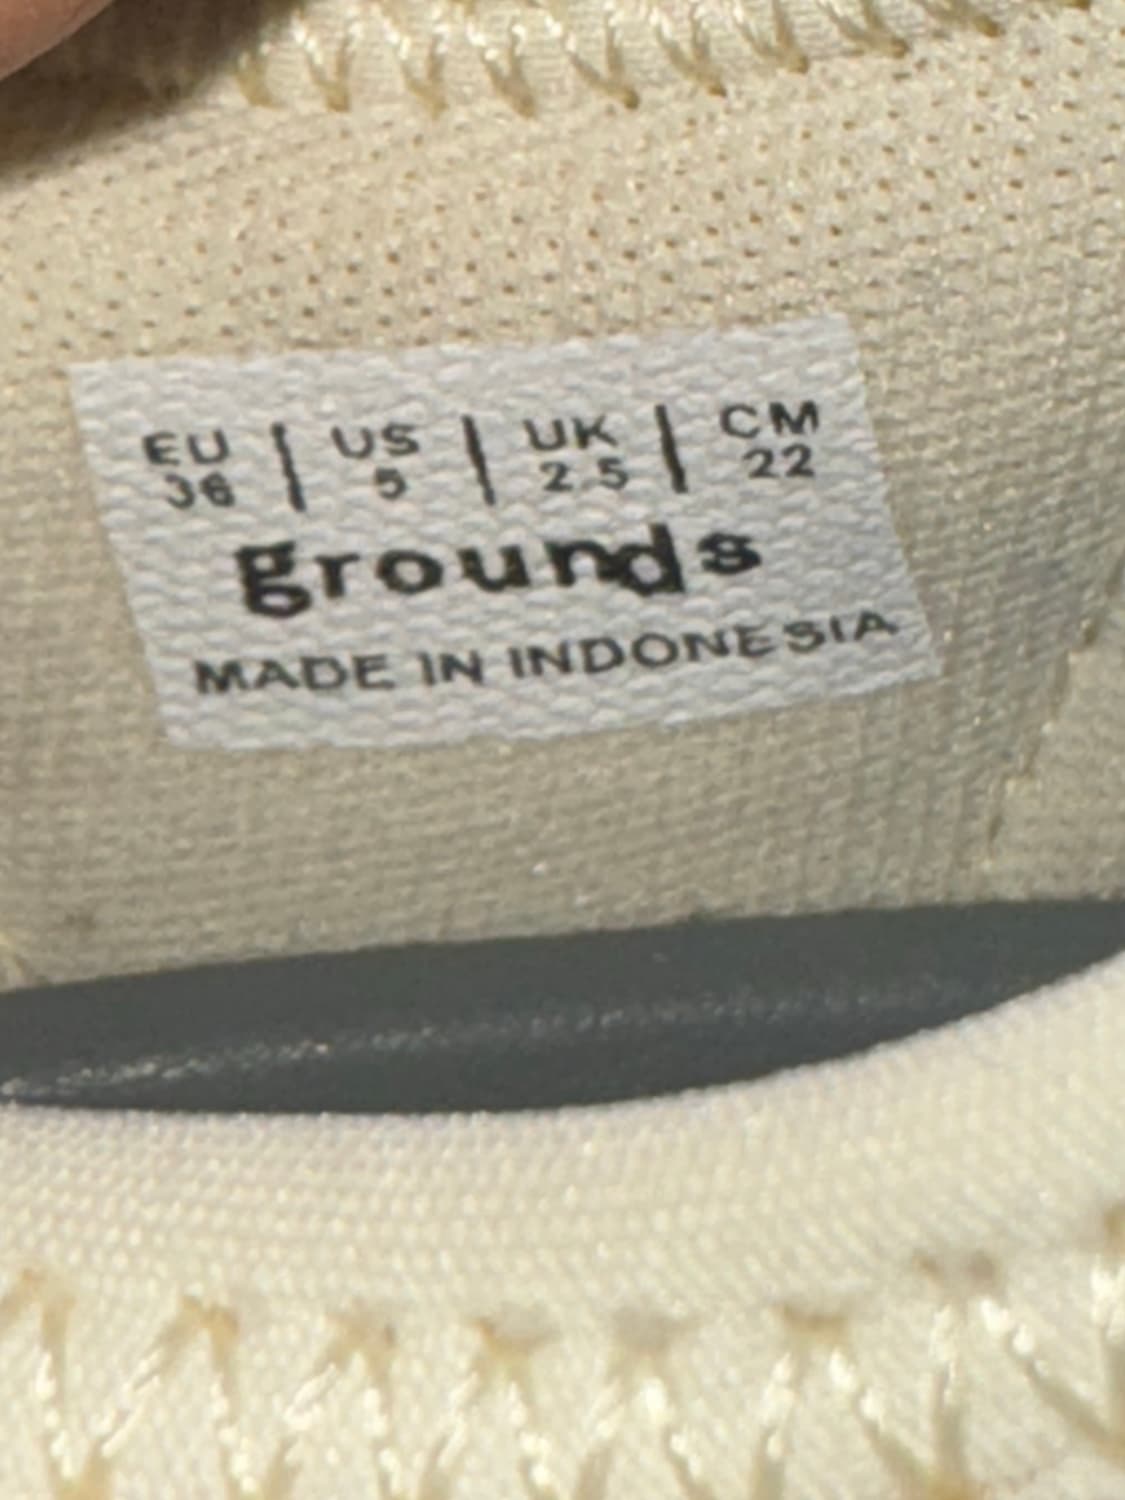 EU | US | UK | CM
36 5 2.5 22
grounds
MADE IN INDONESIA